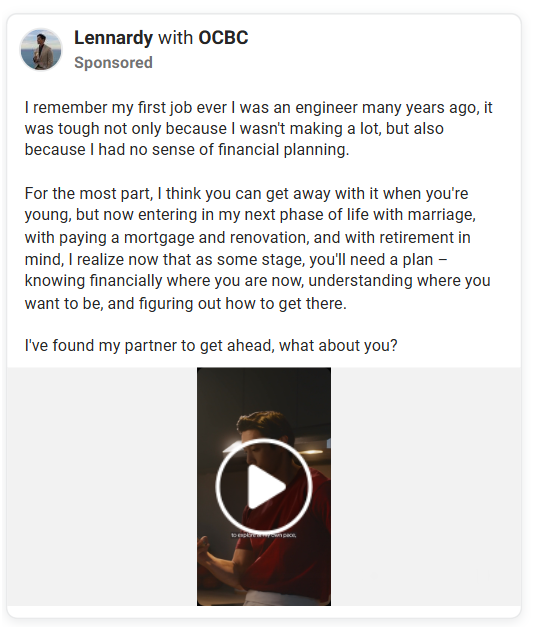 Lennardy with OCBC
Sponsored
I remember my first job ever I was an engineer many years ago, it
was tough not only because I wasn't making a lot, but also
because I had no sense of financial planning.
For the most part, I think you can get away with it when you're
young, but now entering in my next phase of life with marriage,
with paying a mortgage and renovation, and with retirement in
mind, I realize now that as some stage, you'll need a plan –
knowing financially where you are now, understanding where you
want to be, and figuring out how to get there.
I've found my partner to get ahead, what about you?
to explore at my own pace,